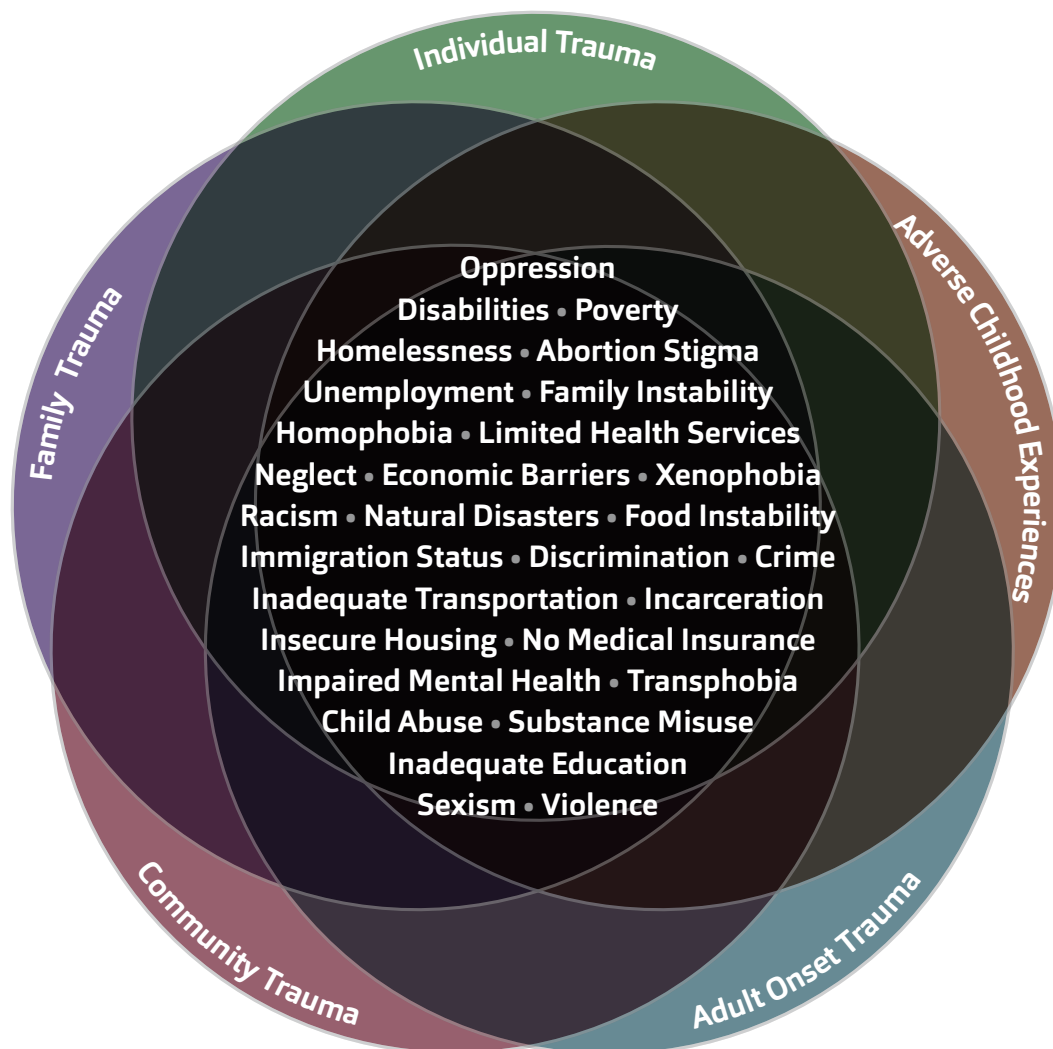 Individual Trauma
Adverse Childhood Experiences
Family Trauma
Oppression
Disabilities • Poverty
Homelessness • Abortion Stigma
Unemployment • Family Instability
Homophobia • Limited Health Services
Neglect • Economic Barriers • Xenophobia
Racism • Natural Disasters • Food Instability
Immigration Status • Discrimination • Crime
Inadequate Transportation • Incarceration
Insecure Housing • No Medical Insurance
Impaired Mental Health • Transphobia
Child Abuse • Substance Misuse
Inadequate Education
Sexism • Violence
Community Trauma
Adult Onset Trauma